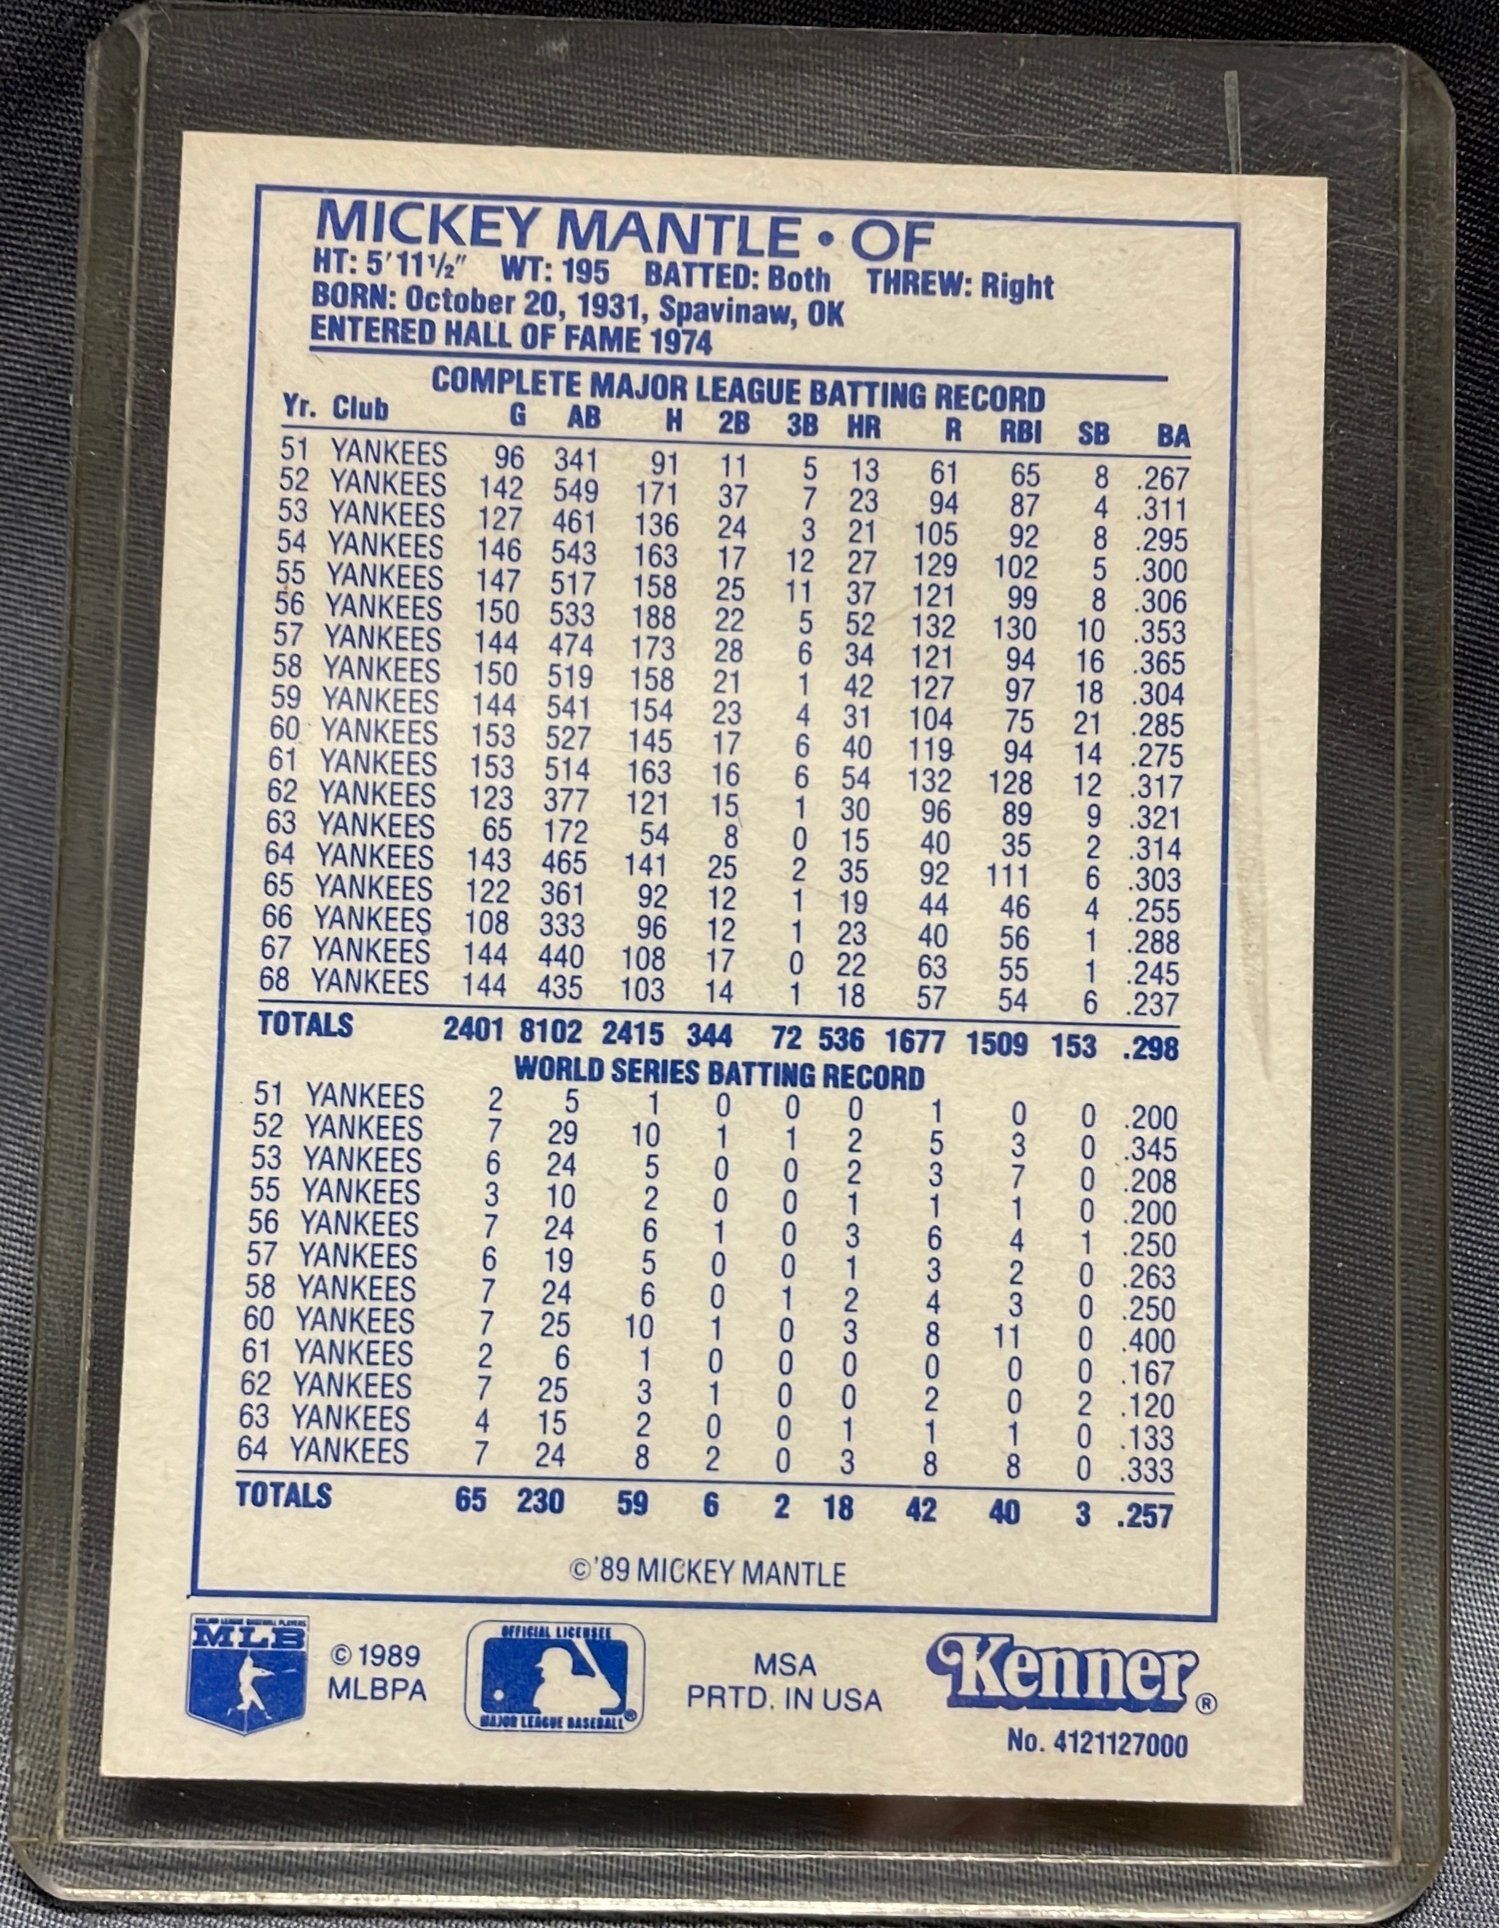 MICKEY MANTLE • OF
HT: 5'11½" WT: 195 BATTED: Both THREW: Right
BORN: October 20, 1931, Spavinaw, OK
ENTERED HALL OF FAME 1974
COMPLETE MAJOR LEAGUE BATTING RECORD
Yr. Club G AB H 2B 3B HR R RBI SB BA
51 YANKEES 96 341 91 11 5 13 61 65 8 .267
52 YANKEES 142 549 171 37 7 23 94 87 4 .311
53 YANKEES 127 461 136 24 3 21 105 92 8 .295
54 YANKEES 146 543 163 17 12 27 129 102 5 .300
55 YANKEES 147 517 158 25 11 37 121 99 8 .306
56 YANKEES 150 533 188 22 5 52 132 130 10 .353
57 YANKEES 144 474 173 28 6 34 121 94 16 .365
58 YANKEES 150 519 158 21 1 42 127 97 18 .304
59 YANKEES 144 541 154 23 4 31 104 75 21 .285
60 YANKEES 153 527 145 17 6 40 119 94 14 .275
61 YANKEES 153 514 163 16 6 54 132 128 12 .317
62 YANKEES 123 377 121 15 1 30 96 89 9 .321
63 YANKEES 65 172 54 8 0 15 40 35 2 .314
64 YANKEES 143 465 141 25 2 35 92 111 6 .303
65 YANKEES 122 361 92 12 1 19 44 46 4 .255
66 YANKEES 108 333 96 12 1 23 40 56 1 .288
67 YANKEES 144 440 108 17 0 22 63 55 1 .245
68 YANKEES 144 435 103 14 1 18 57 54 6 .237
TOTALS 2401 8102 2415 344 72 536 1677 1509 153 .298
WORLD SERIES BATTING RECORD
51 YANKEES 2 5 1 0 0 0 1 0 0 .200
52 YANKEES 7 29 10 1 1 2 5 3 0 .345
53 YANKEES 6 24 5 0 0 2 3 7 0 .208
55 YANKEES 3 10 2 0 0 1 1 1 0 .200
56 YANKEES 7 24 6 1 0 3 6 4 1 .250
57 YANKEES 6 19 5 0 0 1 3 2 0 .263
58 YANKEES 7 24 6 0 1 2 4 3 0 .250
60 YANKEES 7 25 10 1 0 3 8 11 0 .400
61 YANKEES 2 6 1 0 0 0 0 0 0 .167
62 YANKEES 7 25 3 1 0 0 2 0 2 .120
63 YANKEES 4 15 2 0 0 1 1 1 0 .133
64 YANKEES 7 24 8 2 0 3 8 8 0 .333
TOTALS 65 230 59 6 2 18 42 40 3 .257
©'89 MICKEY MANTLE
MAJOR LEAGUE BASEBALL PLAYERS
MLB
© 1989
MLBPA
OFFICIAL LICENSEE
MAJOR LEAGUE BASEBALL®
MSA
PRTD. IN USA
Kenner®
No. 4121127000